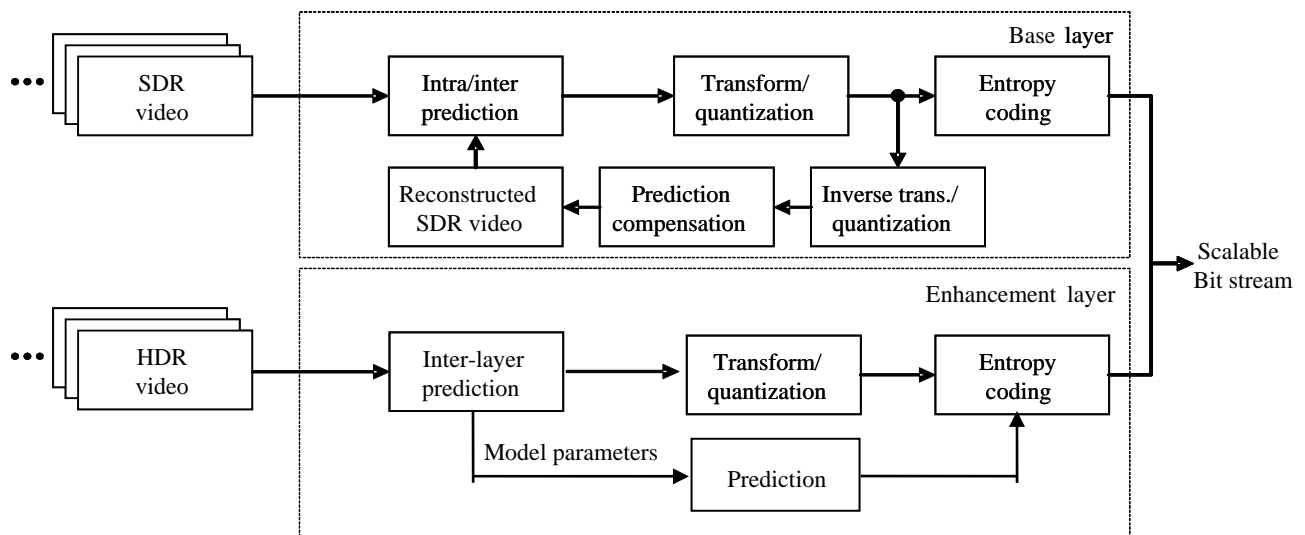 Base layer
SDR
video
Intra/inter
prediction
Transform/
quantization
Entropy
coding
Reconstructed
SDR video
Prediction
compensation
Inverse trans./
quantization
Scalable
Bit stream
Enhancement layer
HDR
video
Inter-layer
prediction
Transform/
quantization
Entropy
coding
Model parameters
Prediction